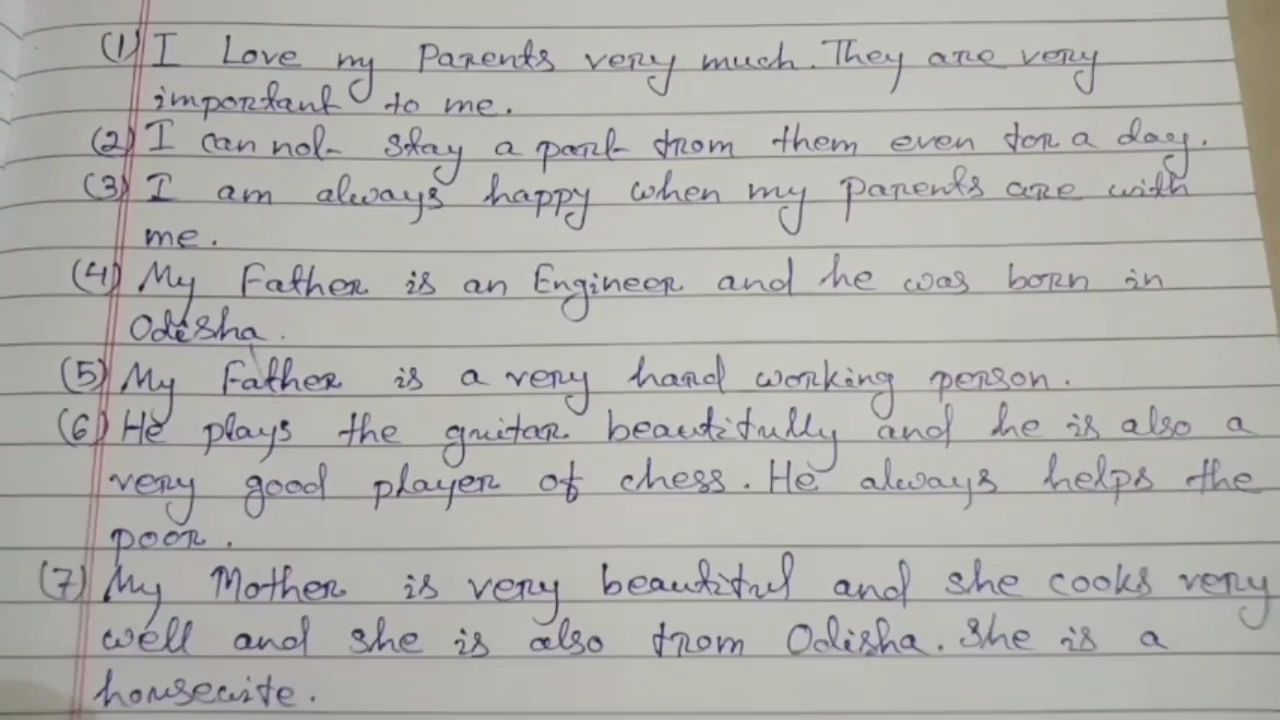 (1) I Love my Parents very much. They are very
important to me.
(2) I can not stay a part from them even for a day.
(3) I am always happy when my parents are with
me.
(4) My Father is an Engineer and he was born in
Odisha.
(5) My Father is a very hard working person.
(6) He plays the guitar beautifully and he is also a
very good player of chess. He always helps the
poor.
(7) My Mother is very beautiful and she cooks very
well and she is also from Odisha. She is a
housewife.